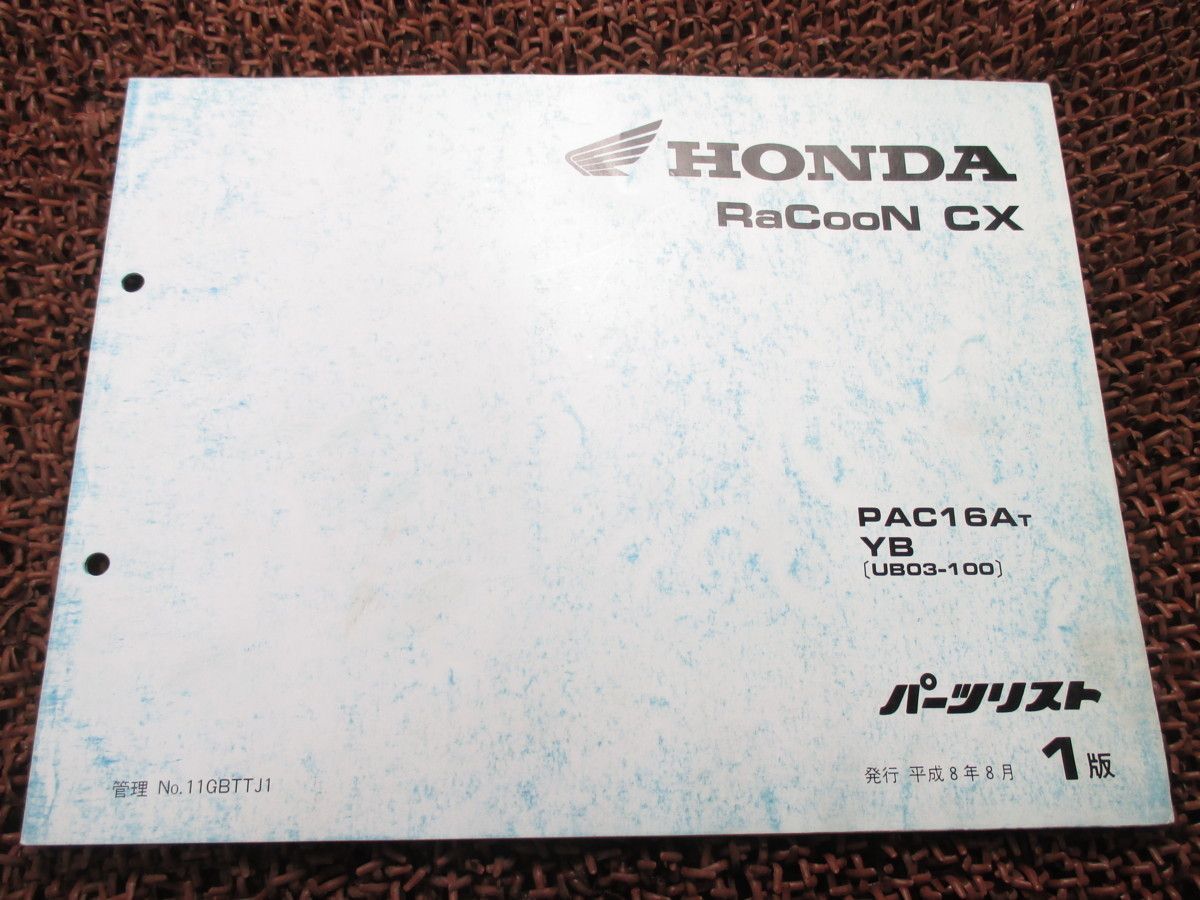 HONDA
RaCooN CX
PAC16AT
YB
〔UB03-100〕
パーツリスト
管理 No.11GBTTJ1
発行 平成8年8月 1版